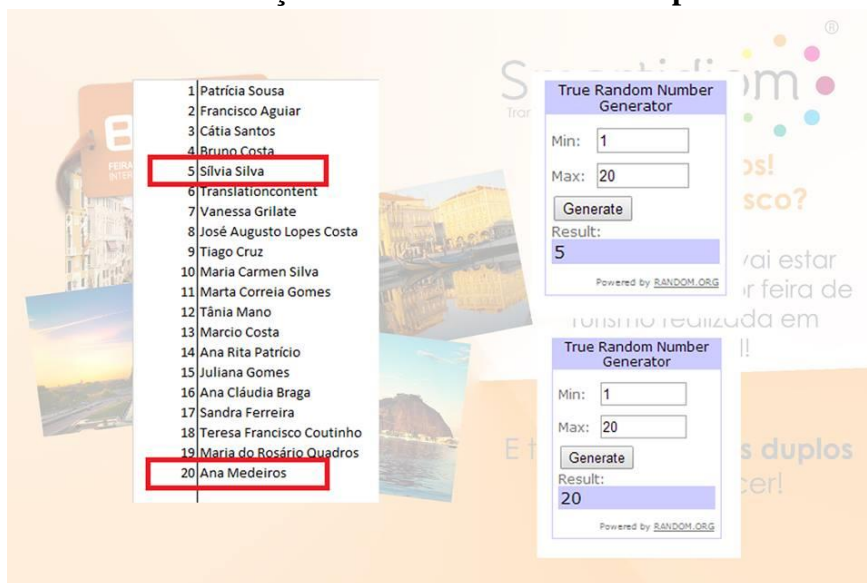 ®
1 Patrícia Sousa
2 Francisco Aguiar
3 Cátia Santos
4 Bruno Costa
5 Sílvia Silva
6 Translationcontent
7 Vanessa Grilate
8 José Augusto Lopes Costa
9 Tiago Cruz
10 Maria Carmen Silva
11 Marta Correia Gomes
12 Tânia Mano
13 Marcio Costa
14 Ana Rita Patrício
15 Juliana Gomes
16 Ana Cláudia Braga
17 Sandra Ferreira
18 Teresa Francisco Coutinho
19 Maria do Rosário Quadros
20 Ana Medeiros
True Random Number
Generator
Min: 1
Max: 20
Generate
Result:
5
Powered by RANDOM.ORG
vai estar
feira de
realizada em
True Random Number
Generator
Min: 1
Max: 20
Generate
Result:
20
Powered by RANDOM.ORG
E
duplos